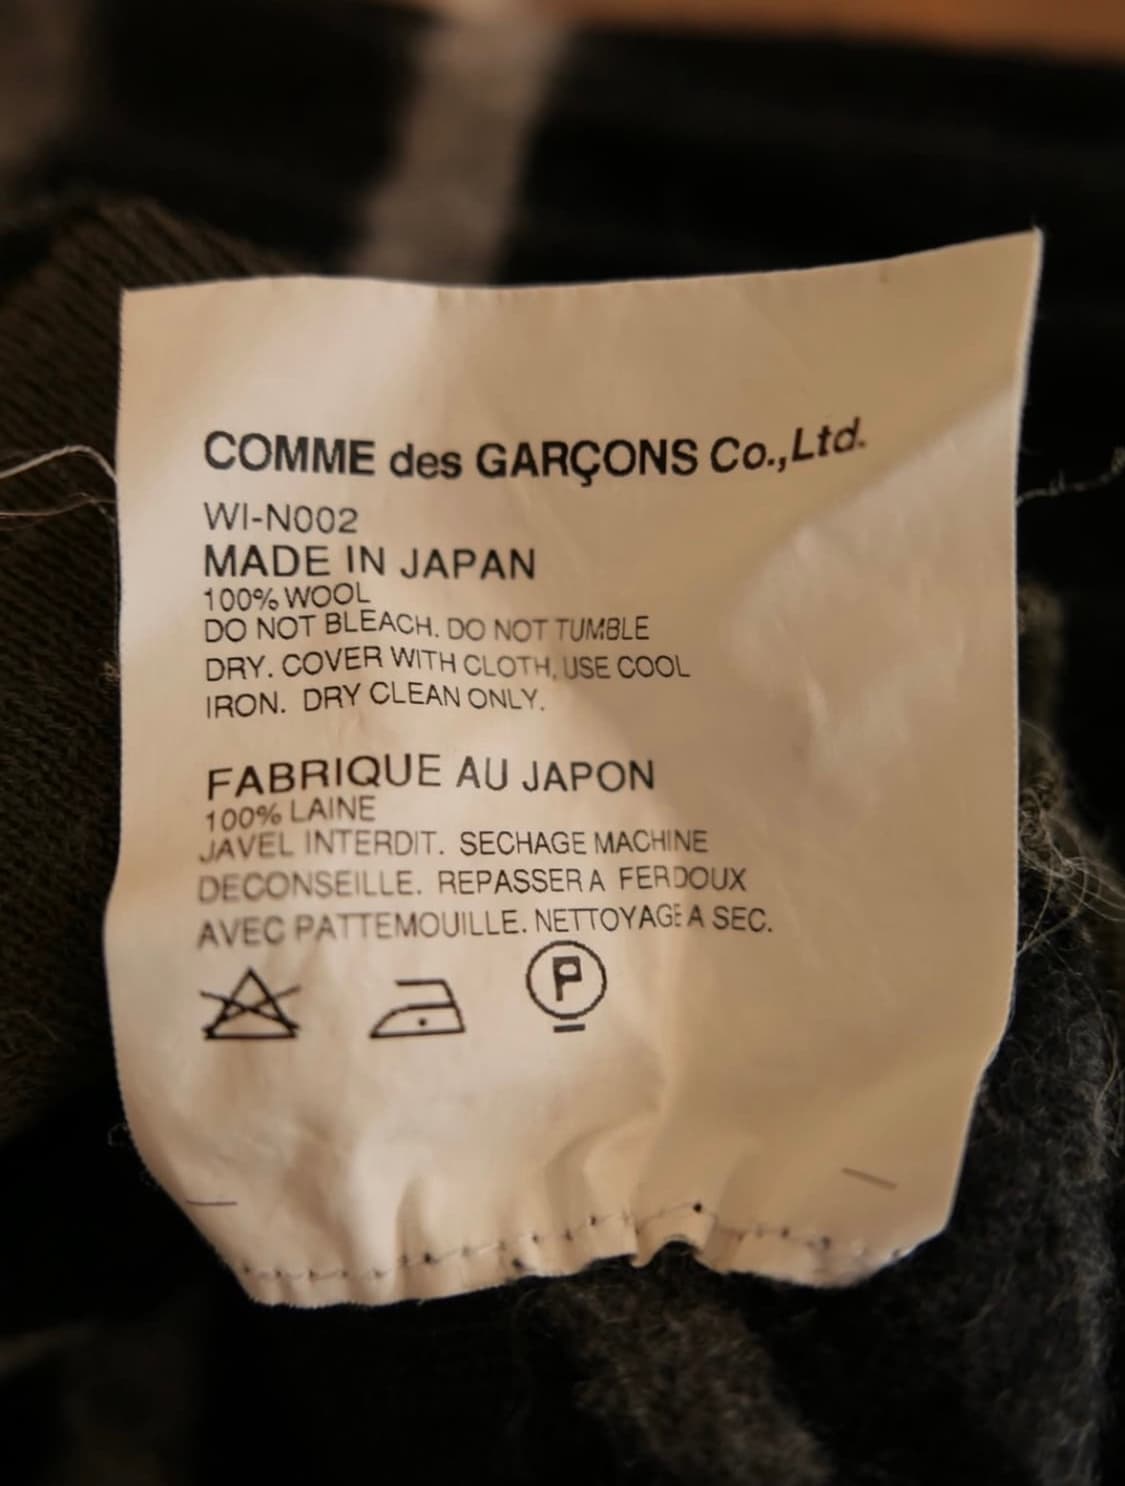 COMME des GARÇONS Co.,Ltd.
WI-N002
MADE IN JAPAN
100% WOOL
DO NOT BLEACH. DO NOT TUMBLE
DRY. COVER WITH CLOTH, USE COOL
IRON. DRY CLEAN ONLY.
FABRIQUE AU JAPON
100% LAINE
JAVEL INTERDIT. SECHAGE MACHINE
DECONSEILLE. REPASSER A FER DOUX
AVEC PATTEMOUILLE. NETTOYAGE A SEC.
P